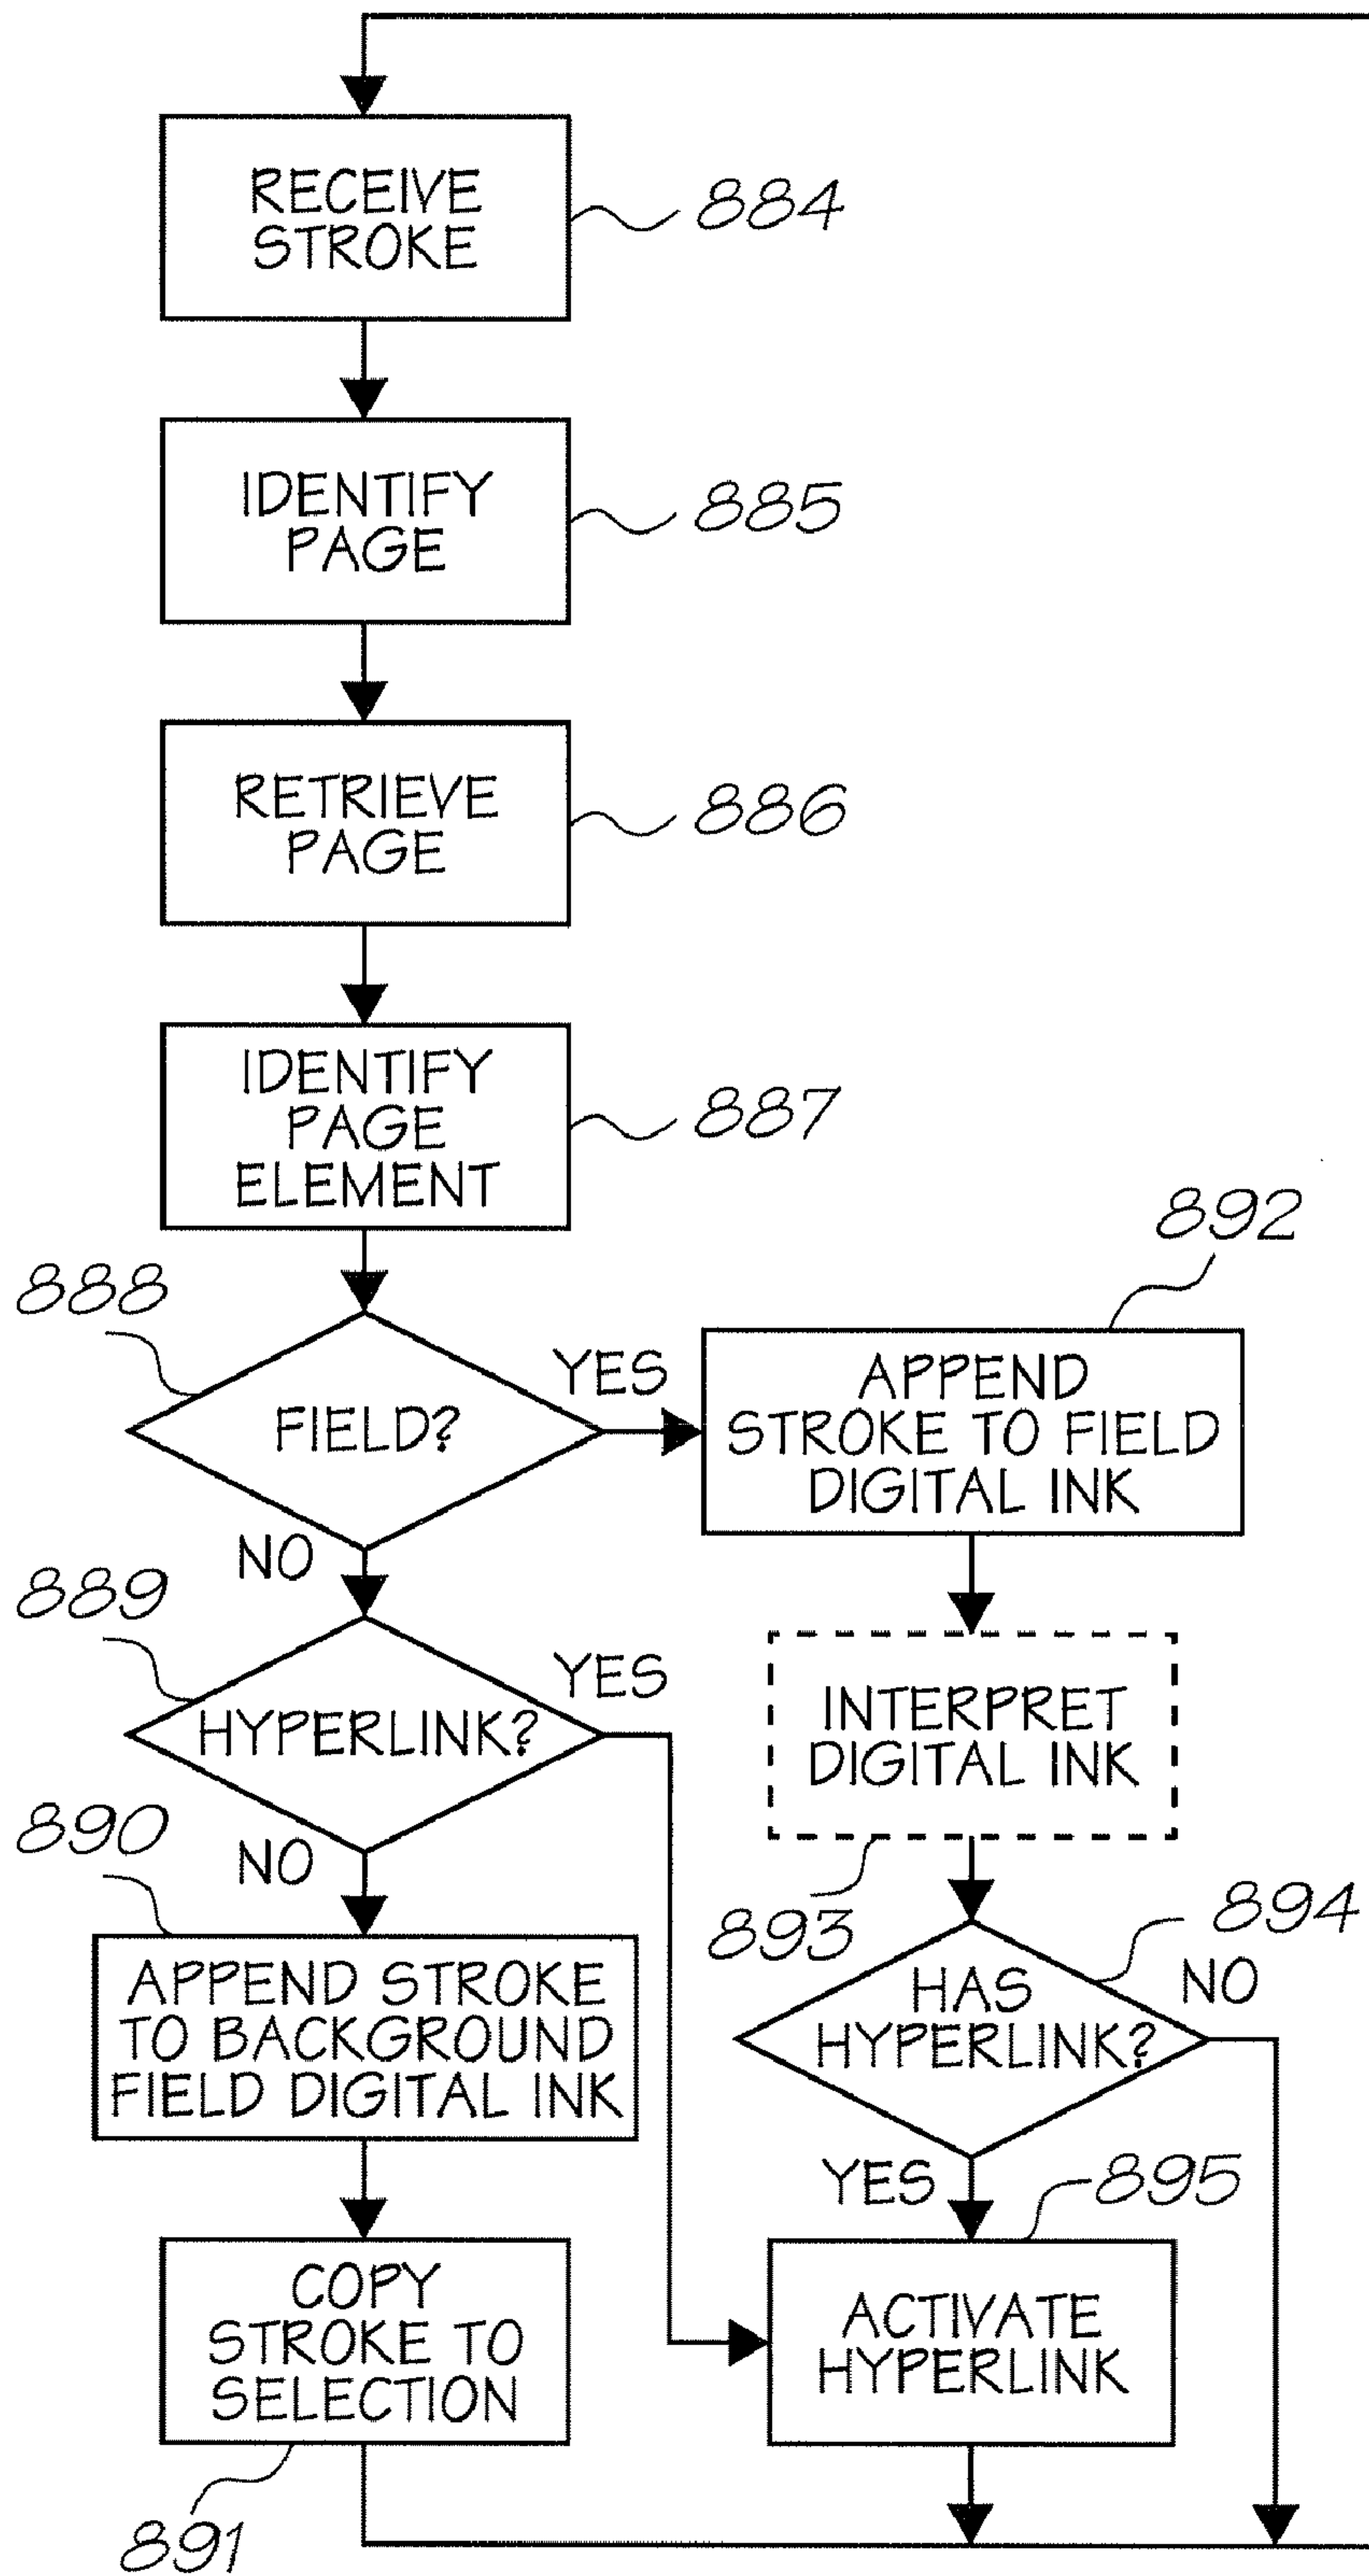 RECEIVE
STROKE
884
IDENTIFY
PAGE
885
RETRIEVE
PAGE
886
IDENTIFY
PAGE
ELEMENT
887
888
FIELD?
YES
NO
892
APPEND
STROKE TO FIELD
DIGITAL INK
889
HYPERLINK?
YES
NO
INTERPRET
DIGITAL INK
893
890
APPEND STROKE
TO BACKGROUND
FIELD DIGITAL INK
894
HAS
HYPERLINK?
NO
YES
895
COPY
STROKE TO
SELECTION
891
ACTIVATE
HYPERLINK